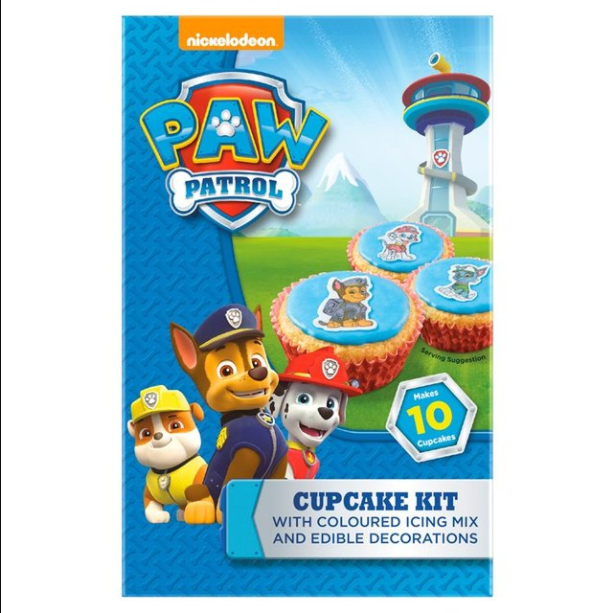 nickelodeon
PAW
PATROL
Serving Suggestion
Makes
10
Cupcakes
CUPCAKE KIT
WITH COLOURED ICING MIX
AND EDIBLE DECORATIONS